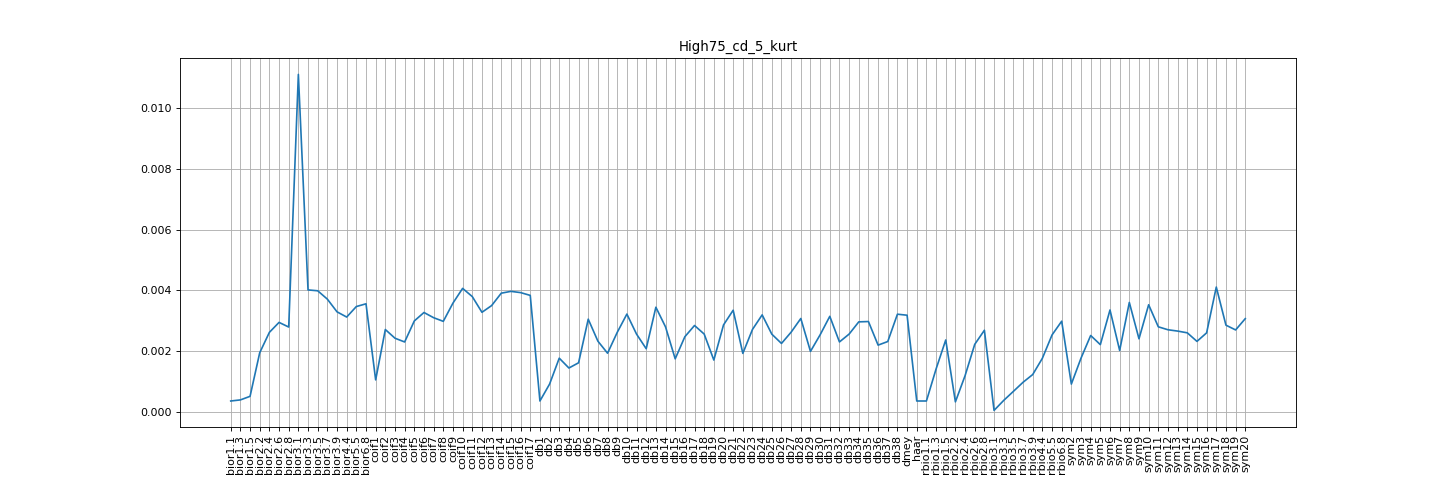 High75_cd_5_kurt
0.010
0.008
0.006
0.004
0.002
0.000
bior1.1
bior1.3
bior1.5
bior2.2
bior2.4
bior2.6
bior2.8
bior3.1
bior3.3
bior3.5
bior3.7
bior3.9
bior4.4
bior5.5
bior6.8
coif1
coif2
coif3
coif4
coif5
coif6
coif7
coif8
coif9
coif10
coif11
coif12
coif13
coif14
coif15
coif16
coif17
db1
db2
db3
db4
db5
db6
db7
db8
db9
db10
db11
db12
db13
db14
db15
db16
db17
db18
db19
db20
db21
db22
db23
db24
db25
db26
db27
db28
db29
db30
db31
db32
db33
db34
db35
db36
db37
db38
dmey
haar
rbio1.1
rbio1.3
rbio1.5
rbio2.2
rbio2.4
rbio2.6
rbio2.8
rbio3.1
rbio3.3
rbio3.5
rbio3.7
rbio3.9
rbio4.4
rbio5.5
rbio6.8
sym2
sym3
sym4
sym5
sym6
sym7
sym8
sym9
sym10
sym11
sym12
sym13
sym14
sym15
sym16
sym17
sym18
sym19
sym20